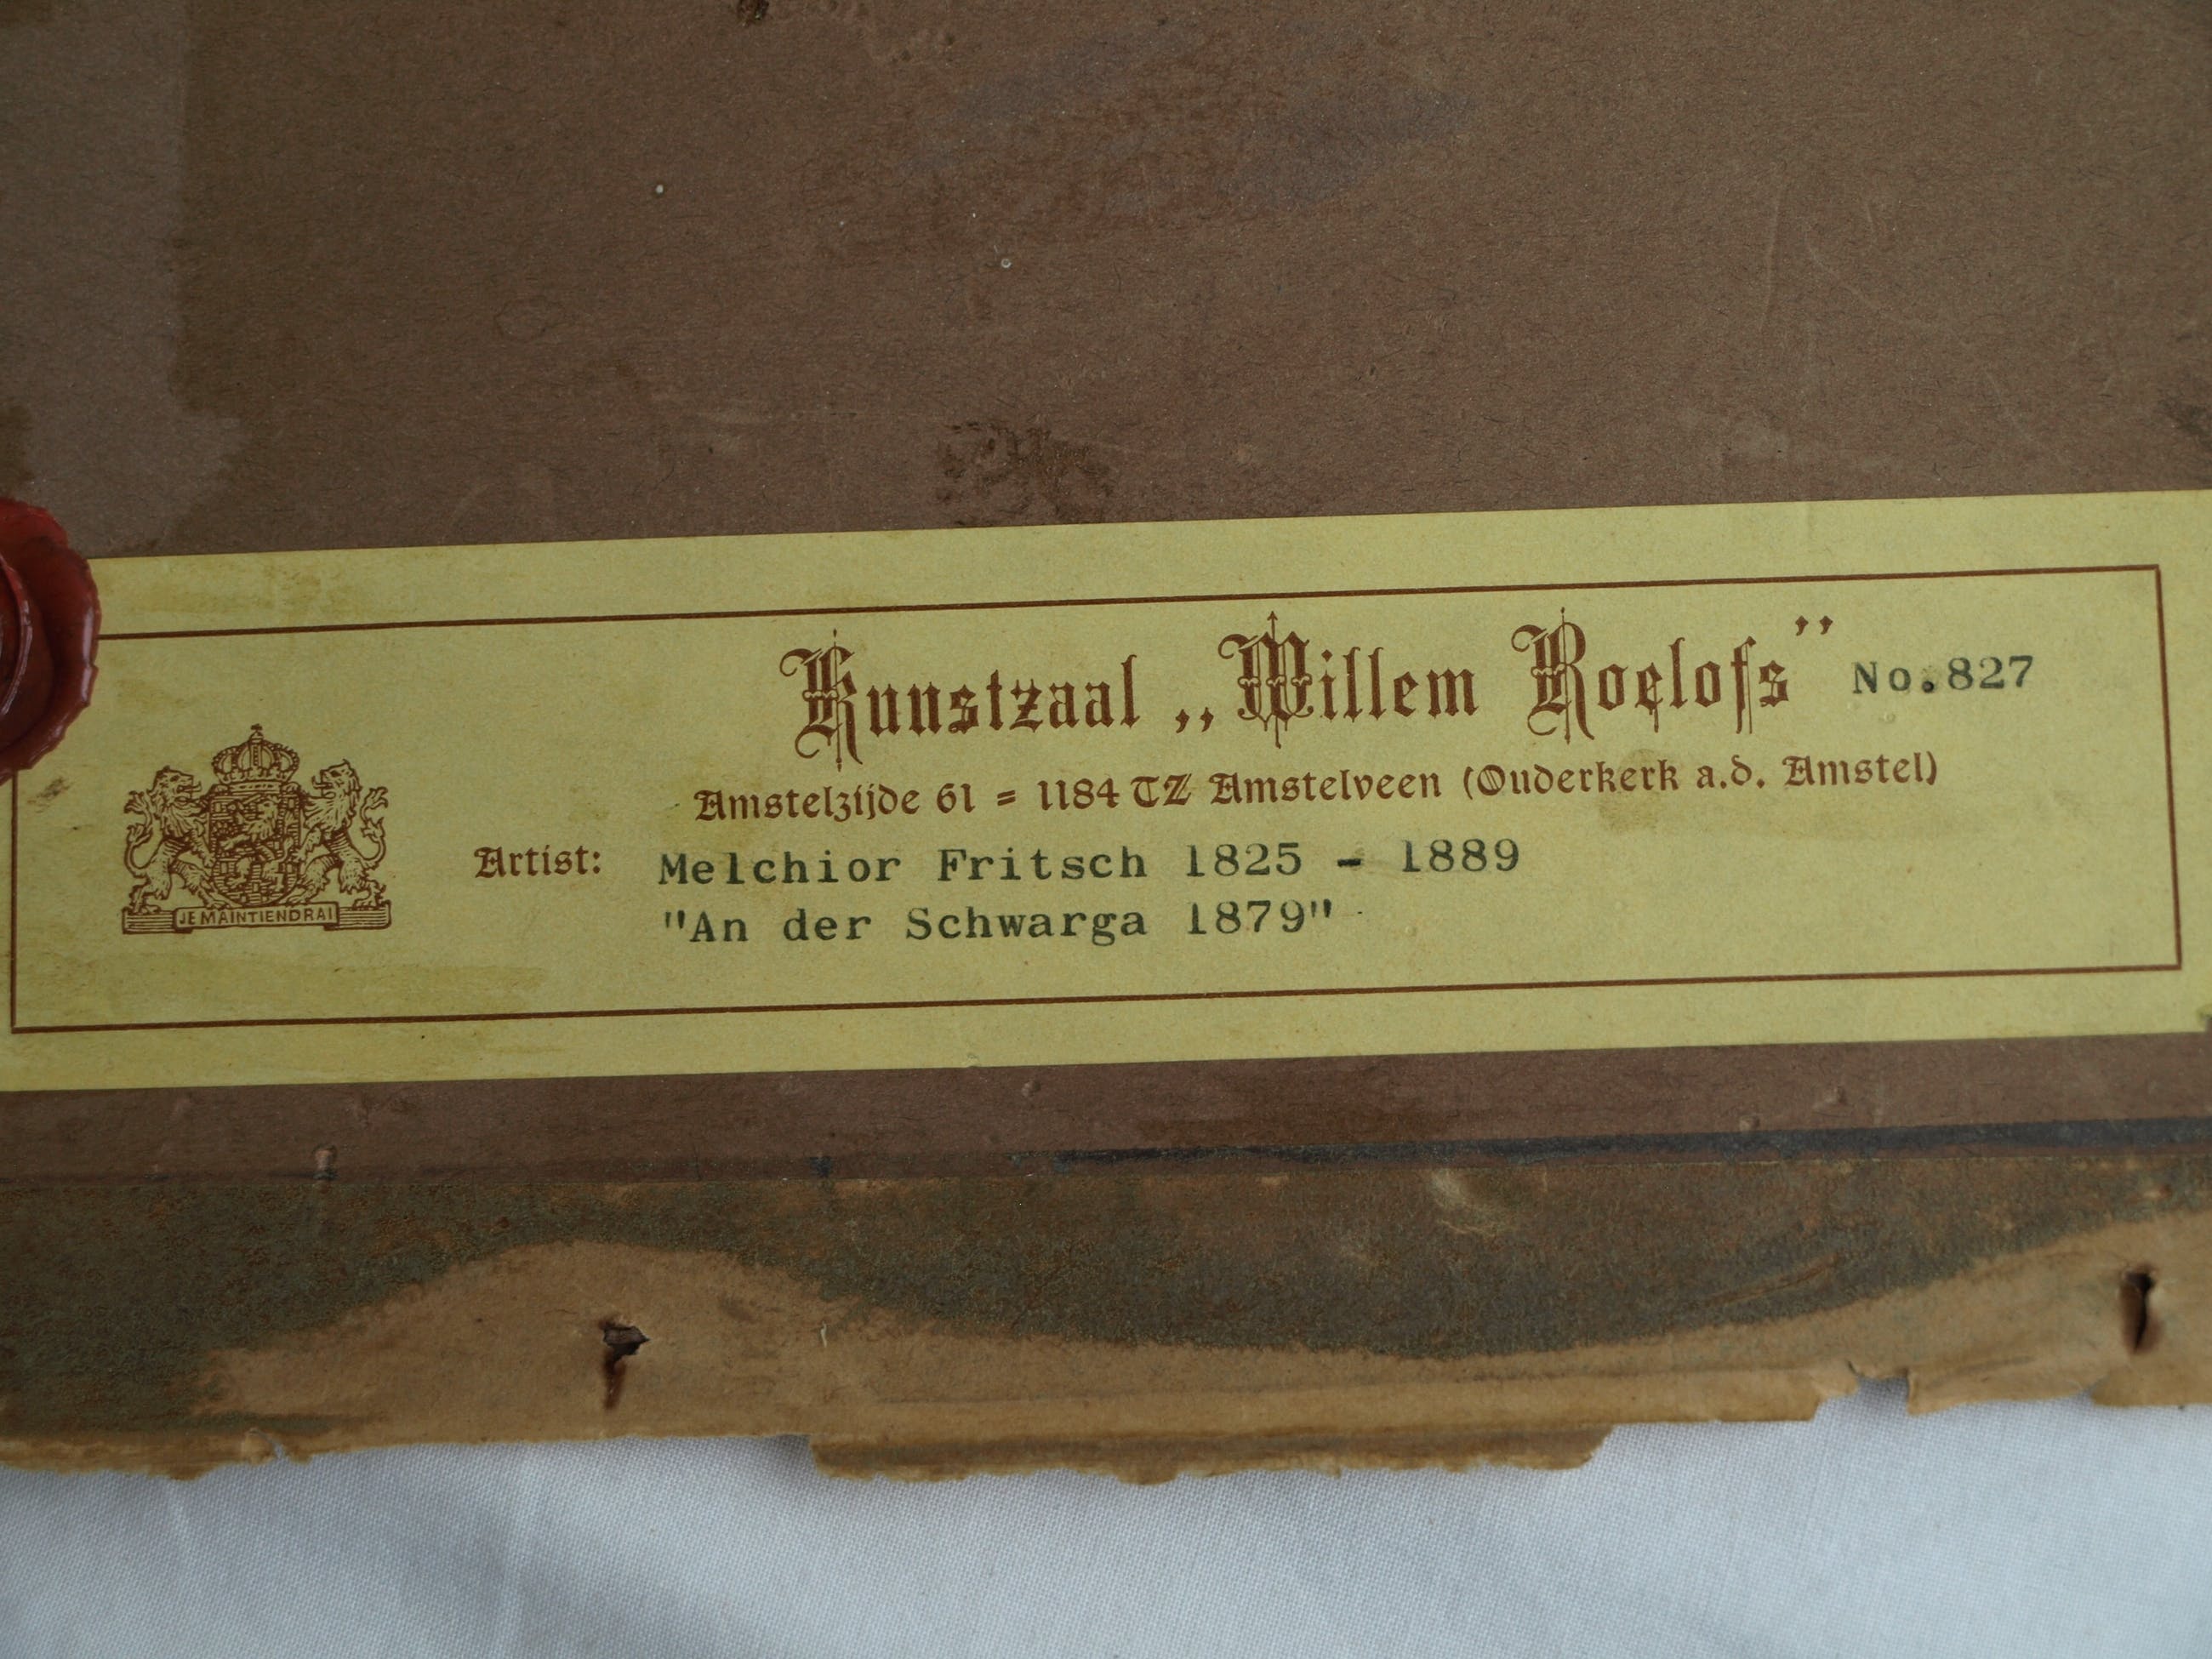 Kunstzaal „Willem Roelofs” No.827
Amstelzijde 61 = 1184 TZ Amstelveen (Ouderkerk a.d. Amstel)
Artist: Melchior Fritsch 1825 - 1889
"An der Schwarga 1879"
JE MAINTIENDRAI